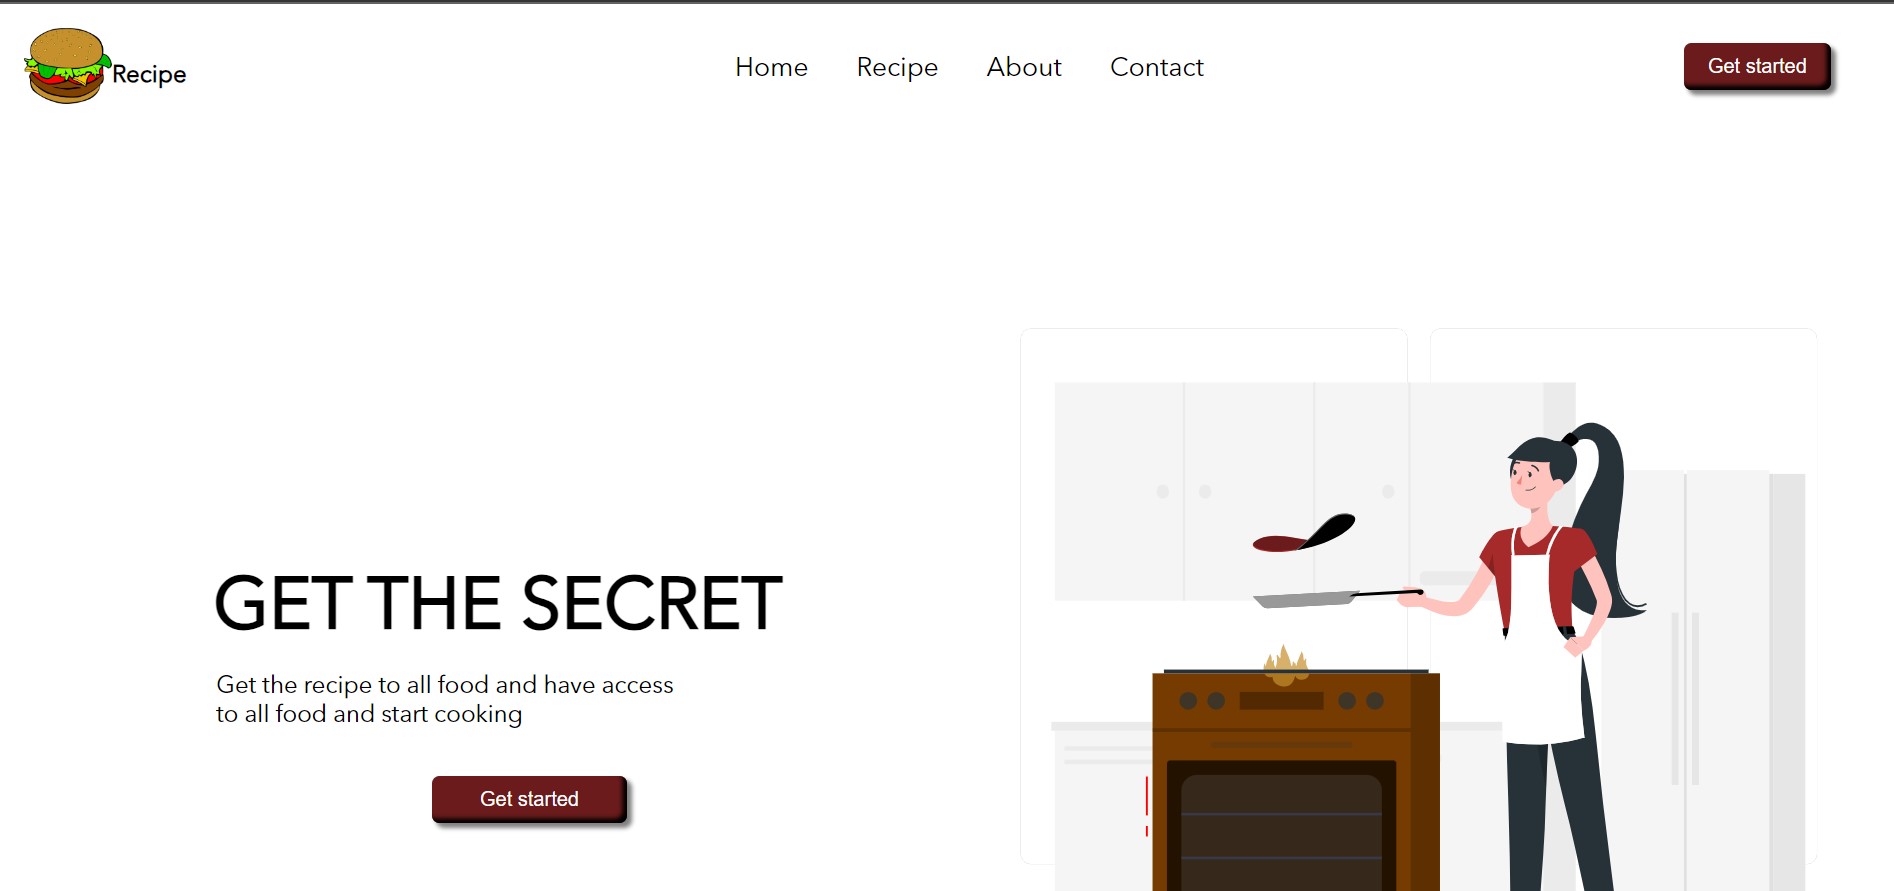 Recipe
Home Recipe About Contact
Get started
GET THE SECRET
Get the recipe to all food and have access
to all food and start cooking
Get started